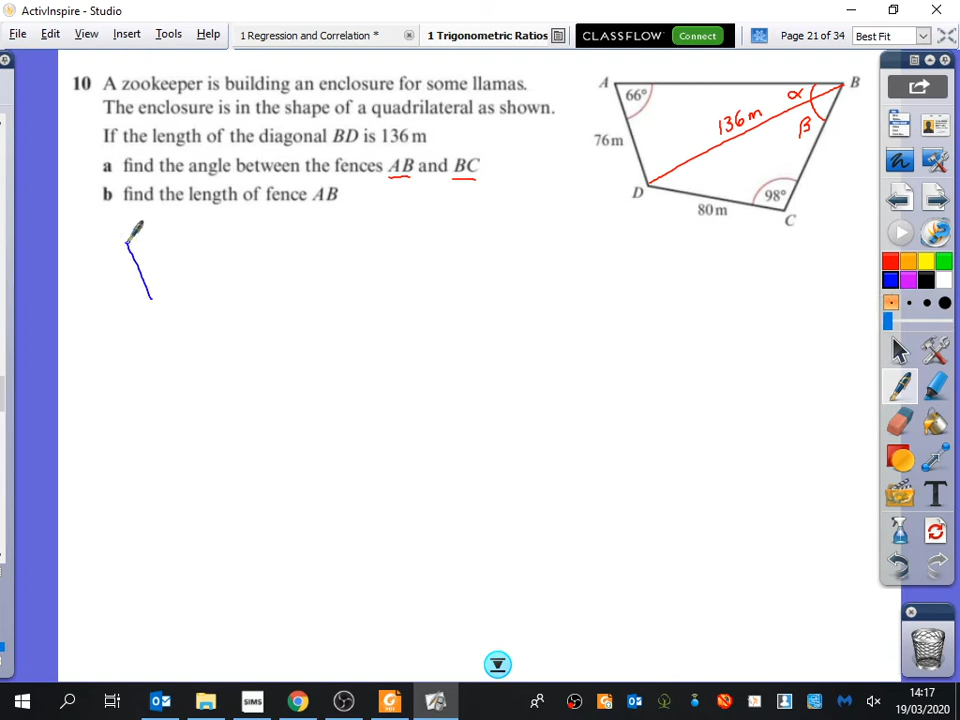 ActivInspire - Studio
File Edit View Insert Tools Help
1 Regression and Correlation *
1 Trigonometric Ratios
CLASSFLOW Connect
Page 21 of 34
Best Fit
10 A zookeeper is building an enclosure for some llamas.
The enclosure is in the shape of a quadrilateral as shown.
If the length of the diagonal BD is 136 m
a find the angle between the fences AB and BC
b find the length of fence AB
A
B
66°
α
136m
β
76 m
D
98°
80 m
C
T
SIMS
14:17
19/03/2020